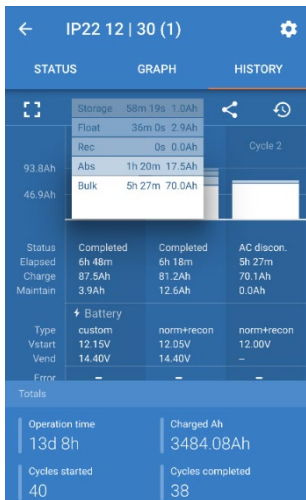 IP22 12 | 30 (1)
STATUS GRAPH HISTORY
Storage 58m 19s 1.0Ah
Float 36m 0s 2.9Ah
Rec 0s 0.0Ah
Abs 1h 20m 17.5Ah
Bulk 5h 27m 70.0Ah
Cycle 2
93.8Ah
46.9Ah
Status Completed Completed AC discon.
Elapsed 6h 48m 6h 18m 5h 27m
Charge 87.5Ah 81.2Ah 70.1Ah
Maintain 3.9Ah 12.6Ah 0.0Ah
Battery
Type custom norm+recon norm+recon
Vstart 12.15V 12.05V 12.00V
Vend 14.40V 14.40V –
Error – – –
Totals
Operation time Charged Ah
13d 8h 3484.08Ah
Cycles started Cycles completed
40 38